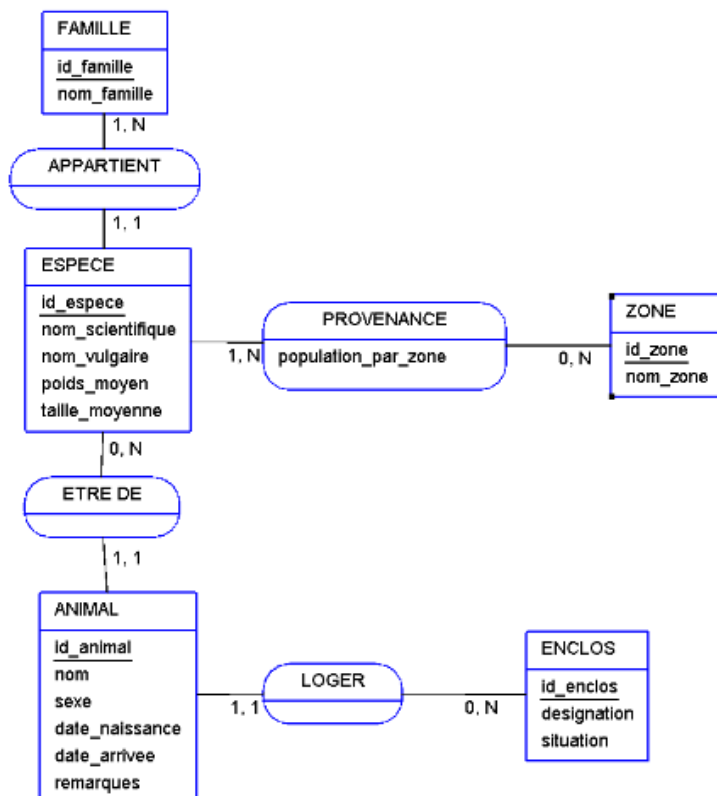 FAMILLE
id_famille
nom_famille
1, N
APPARTIENT
1, 1
ESPECE
id_espece
nom_scientifique
nom_vulgaire
poids_moyen
taille_moyenne
1, N
PROVENANCE
population_par_zone
0, N
ZONE
id_zone
nom_zone
0, N
ETRE DE
1, 1
ANIMAL
id_animal
nom
sexe
date_naissance
date_arrivee
remarques
1, 1
LOGER
0, N
ENCLOS
id_enclos
designation
situation